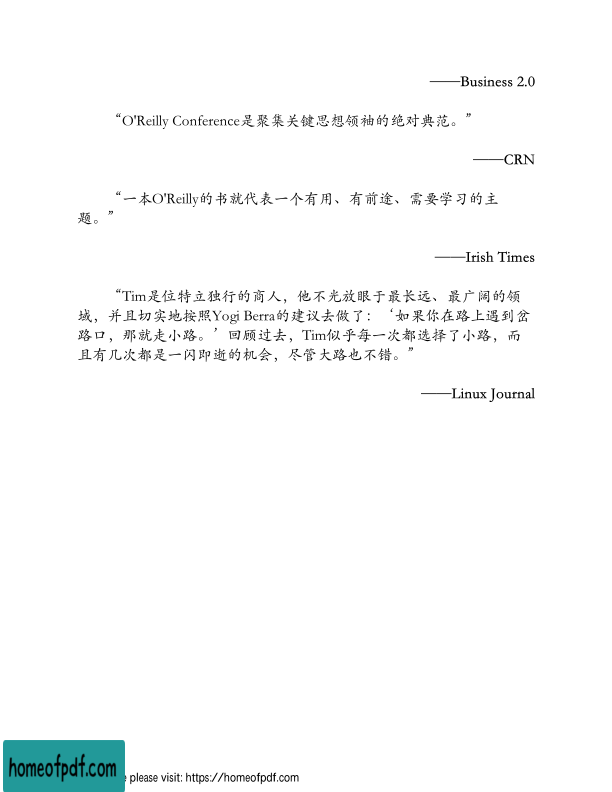 ——Business 2.0
“O'Reilly Conference是聚集关键思想领袖的绝对典范。”
——CRN
“一本O'Reilly的书就代表一个有用、有前途、需要学习的主
题。”
——Irish Times
“Tim是位特立独行的商人，他不光放眼于最长远、最广阔的领
域，并且切实地按照Yogi Berra的建议去做了：‘如果你在路上遇到岔
路口，那就走小路。’回顾过去，Tim似乎每一次都选择了小路，而
且有几次都是一闪即逝的机会，尽管大路也不错。”
——Linux Journal
homeofpdf.com
please visit: https://homeofpdf.com